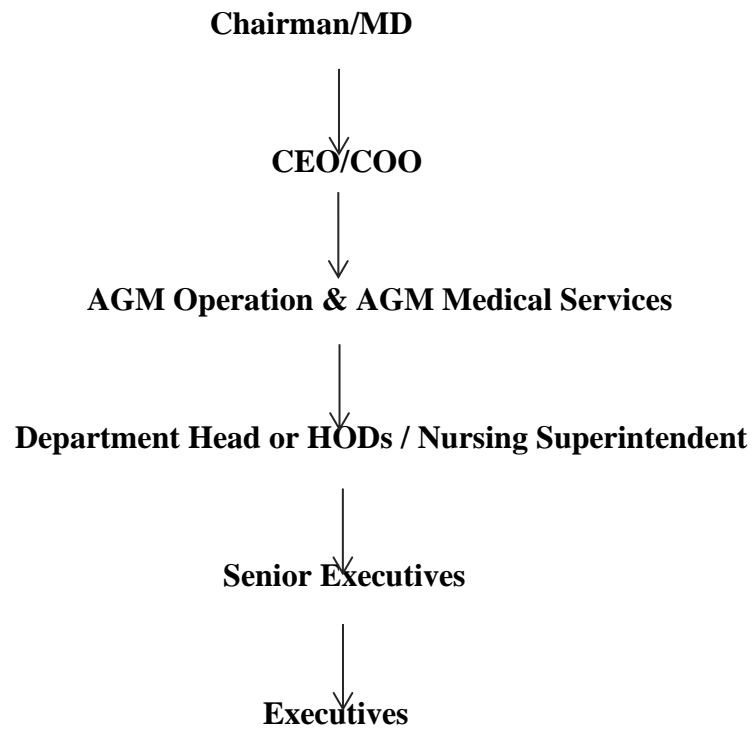 Chairman/MD
CEO/COO
AGM Operation & AGM Medical Services
Department Head or HODs / Nursing Superintendent
Senior Executives
Executives